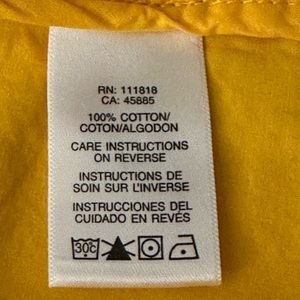 RN: 111818
CA: 45885
100% COTTON/
COTON/ALGODON
CARE INSTRUCTIONS
ON REVERSE
INSTRUCTIONS DE
SOIN SUR L'INVERSE
INSTRUCCIONES DEL
CUIDADO EN REVÉS
30c